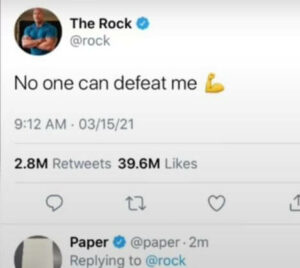 The Rock
@rock
No one can defeat me 💪
9:12 AM · 03/15/21
2.8M Retweets 39.6M Likes
Paper @paper · 2m
Replying to @rock